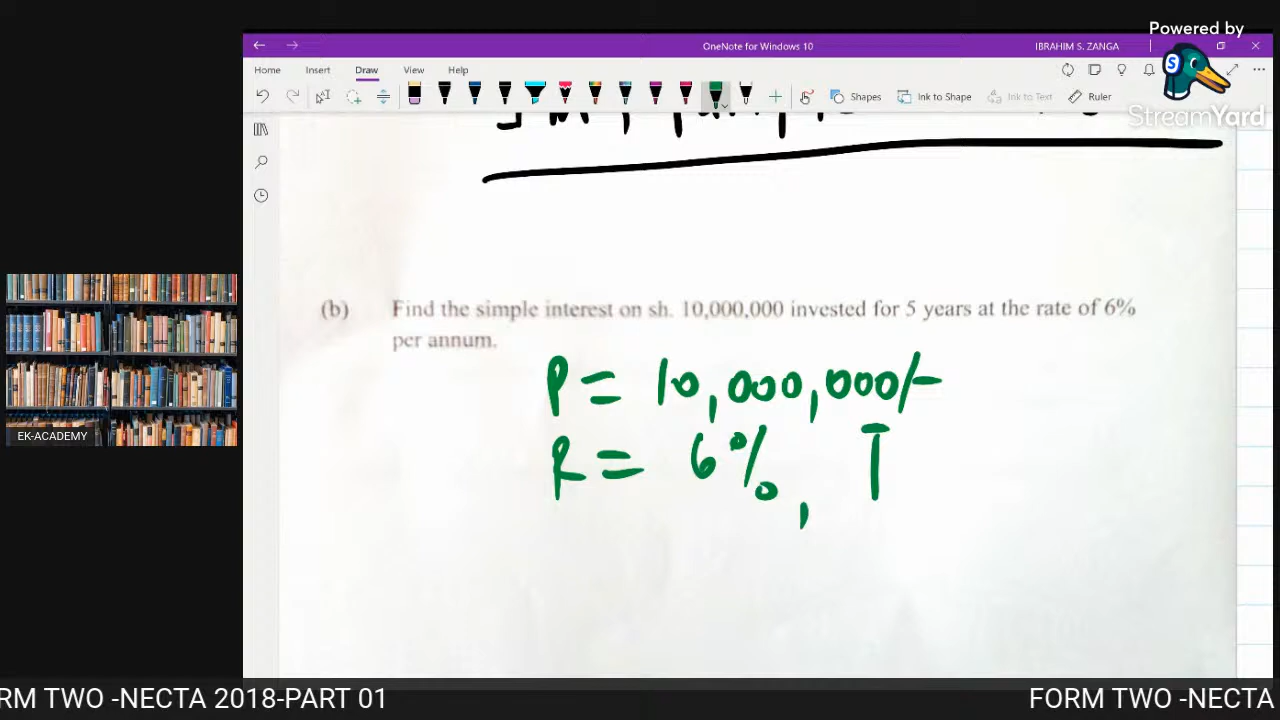 Powered by
StreamYard
OneNote for Windows 10
IBRAHIM S. ZANGA
Home Insert Draw View Help
Shapes Ink to Shape Ink to Text Ruler
(b) Find the simple interest on sh. 10,000,000 invested for 5 years at the rate of 6%
per annum.
P = 10,000,000/-
R = 6%, T
EK-ACADEMY
RM TWO -NECTA 2018-PART 01
FORM TWO -NECTA